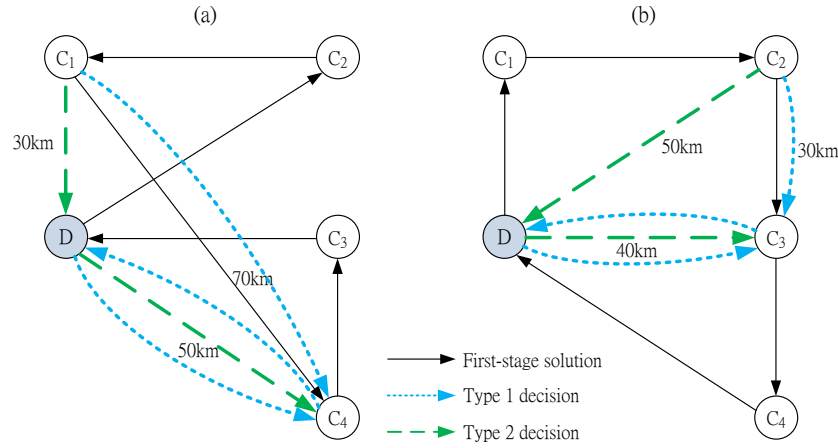 (a)
(b)
C1
C2
C1
C2
30km
50km
30km
D
C3
D
C3
40km
70km
50km
First-stage solution
Type 1 decision
C4
C4
Type 2 decision